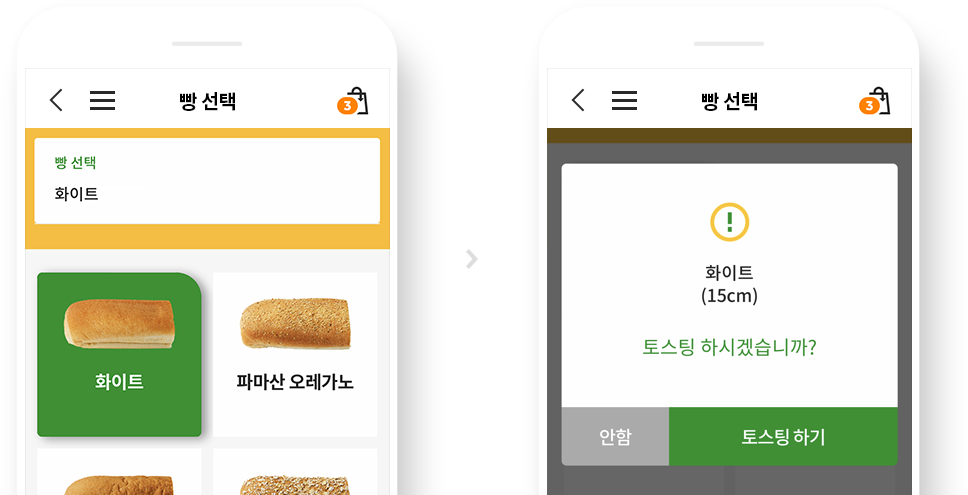 빵 선택
3
빵 선택
화이트
화이트
파마산 오레가노
빵 선택
3
화이트
(15cm)
토스팅 하시겠습니까?
안함
토스팅 하기